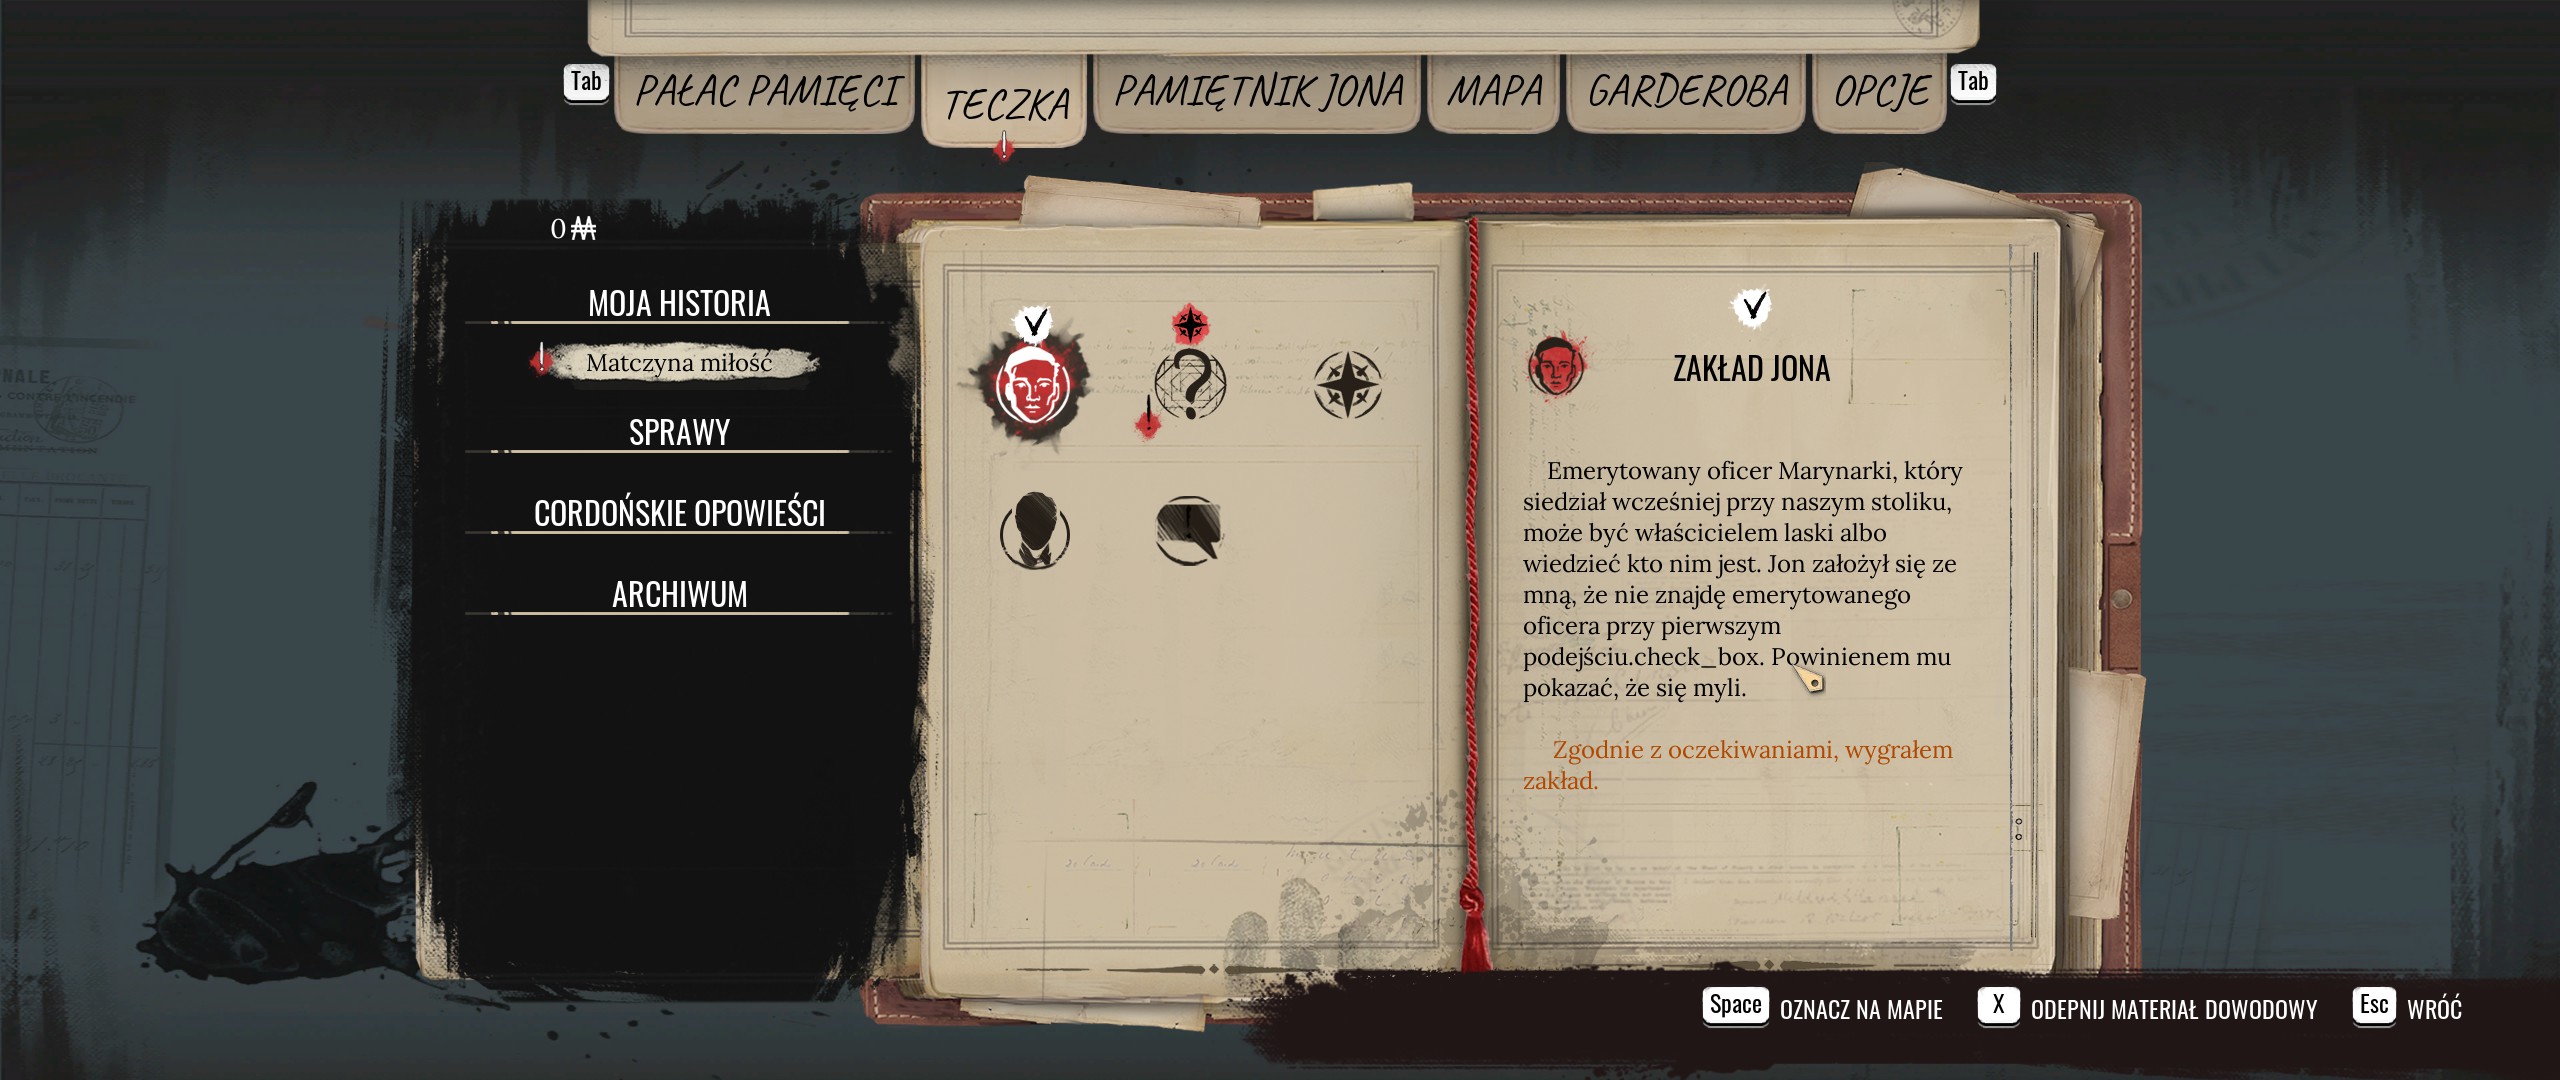 Tab
PAŁAC PAMIĘCI
TECZKA
PAMIĘTNIK JONA
MAPA
GARDEROBA
OPCJE
Tab
0
MOJA HISTORIA
Matczyna miłość
SPRAWY
CORDOŃSKIE OPOWIEŚCI
ARCHIWUM
ZAKŁAD JONA
Emerytowany oficer Marynarki, który
siedział wcześniej przy naszym stoliku,
może być właścicielem laski albo
wiedzieć kto nim jest. Jon założył się ze
mną, że nie znajdę emerytowanego
oficera przy pierwszym
podejściu.check_box. Powinienem mu
pokazać, że się myli.
Zgodnie z oczekiwaniami, wygrałem
zakład.
Space OZNACZ NA MAPIE
X ODEPNIJ MATERIAŁ DOWODOWY
Esc WRÓĆ